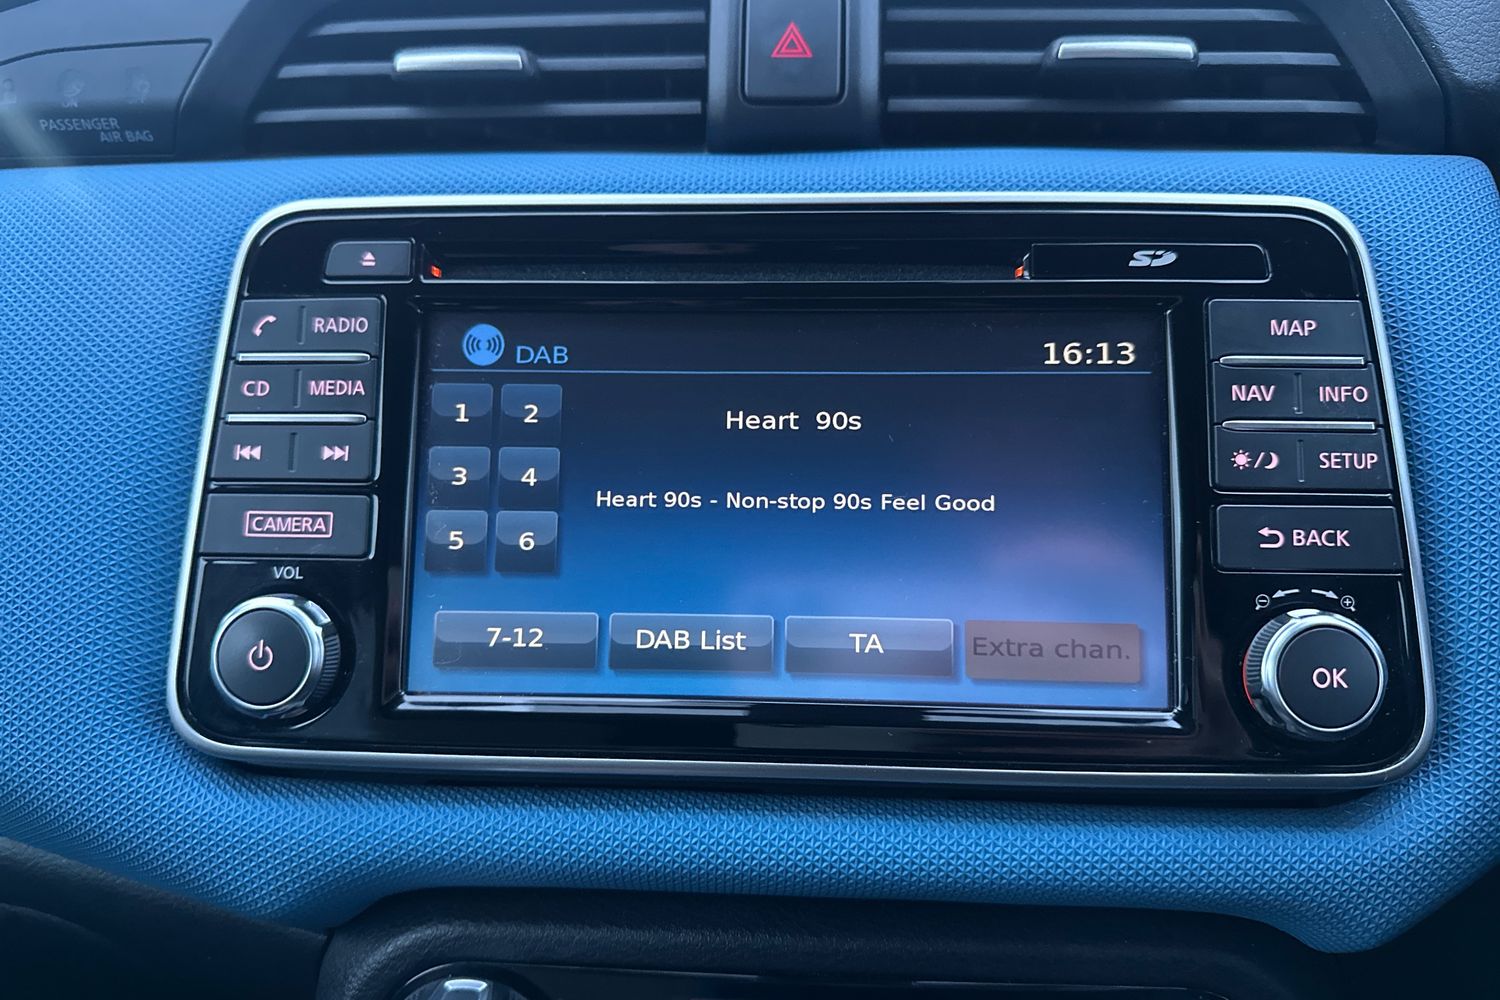 PASSENGER
AIR BAG
SD
RADIO
CD
MEDIA
CAMERA
VOL
DAB
16:13
1
2
3
4
5
6
Heart 90s
Heart 90s - Non-stop 90s Feel Good
7-12
DAB List
TA
Extra chan.
MAP
NAV
INFO
SETUP
BACK
OK